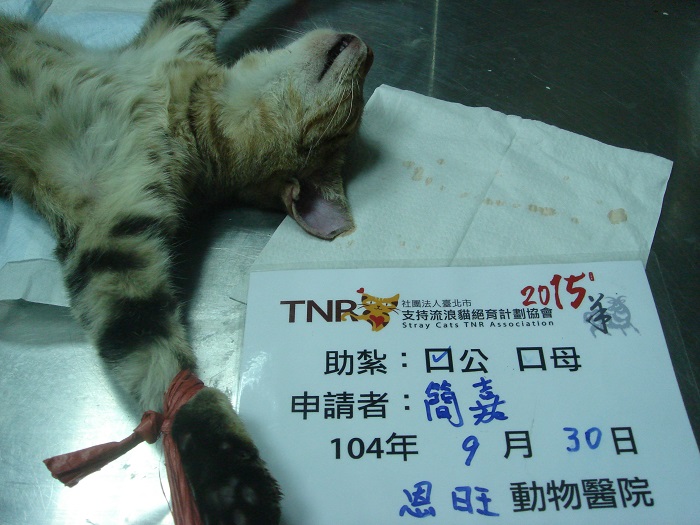 2015'
羊
TNR 社團法人臺北市
支持流浪貓絕育計劃協會
Stray Cats TNR Association
助紮：☑公 口母
申請者：簡嘉
104年 9月 30日
恩旺動物醫院